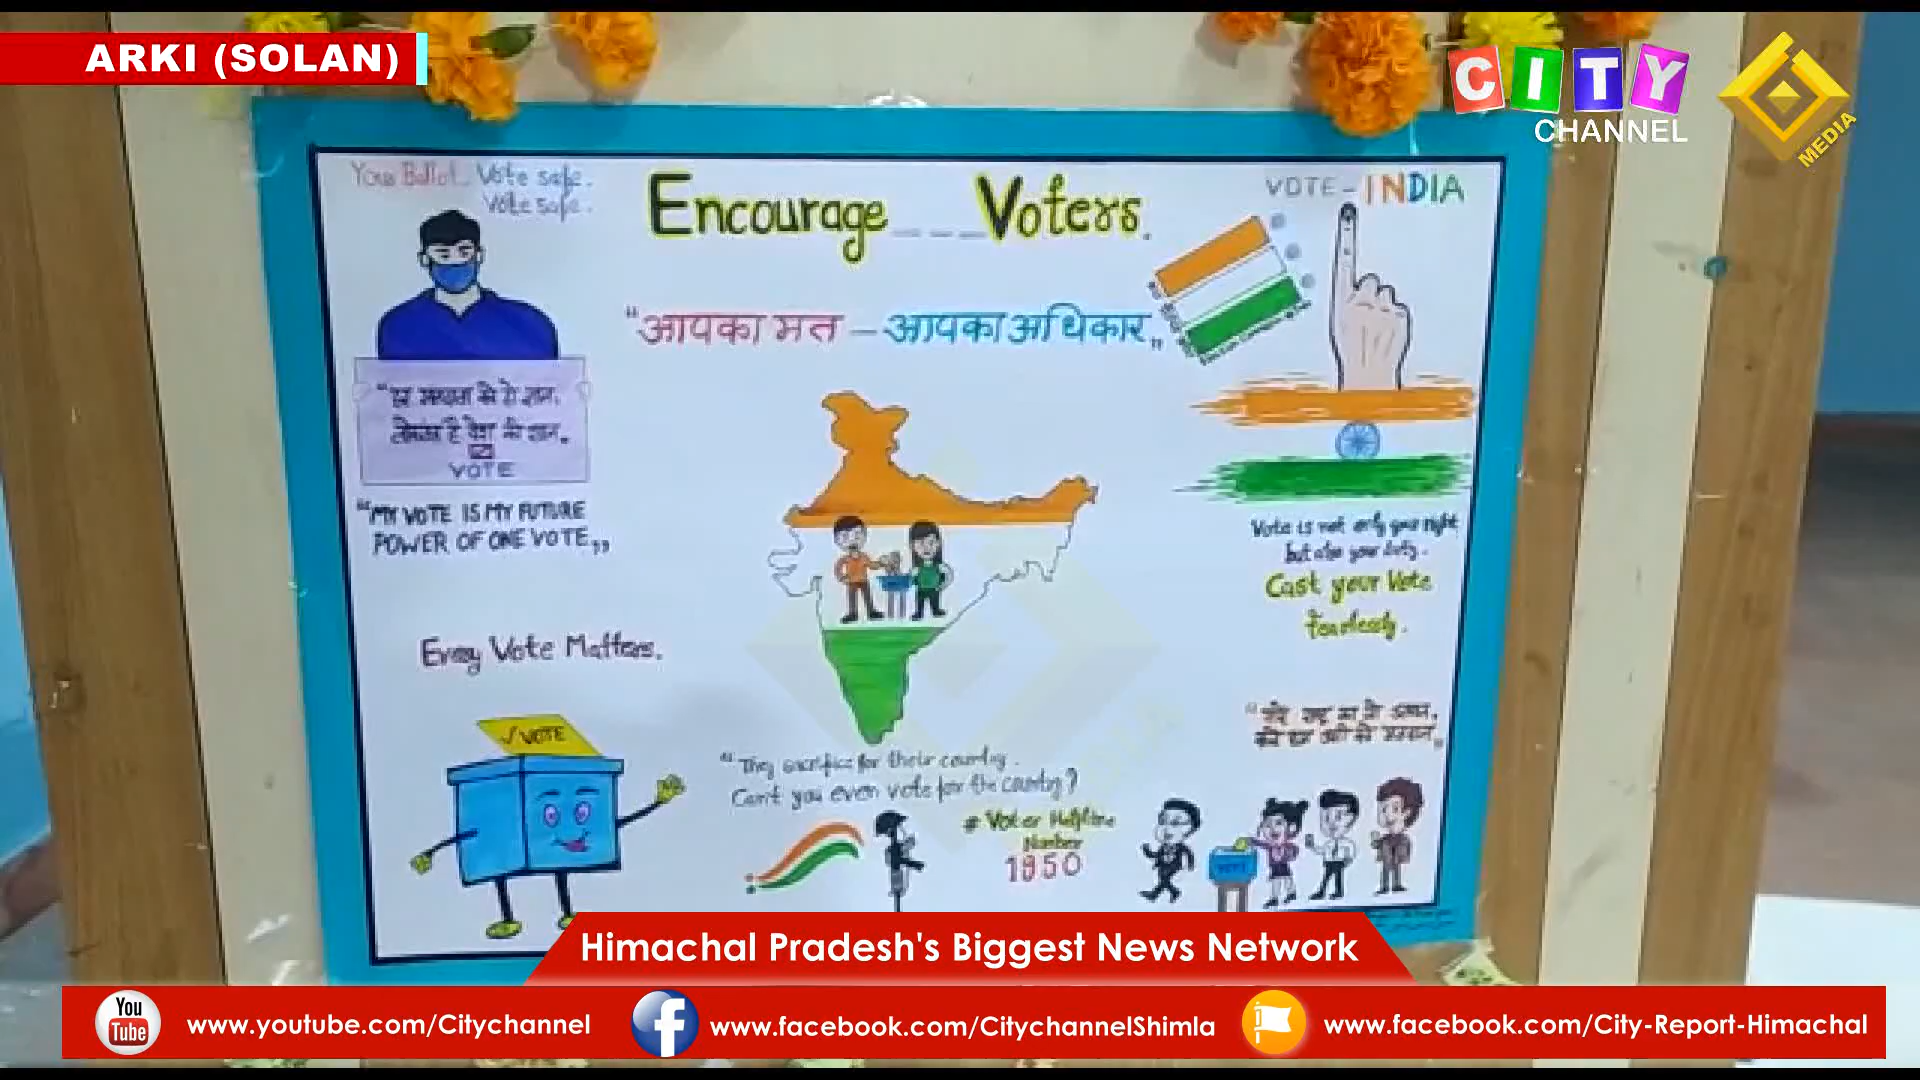 ARKI (SOLAN)
CITY
CHANNEL
MEDIA
Your Ballot.. Vote safe.
Vote safe.
Encourage___Voters.
VOTE-INDIA
“आपका मत – आपका अधिकार„
VOTE
“MY VOTE IS MY FUTURE
POWER OF ONE VOTE„
Vote is not only your right
but also your duty.
Cast your Vote
fearlessly.
Every Vote Matters.
√VOTE
“They sacrifice for their country.
Can't you even vote for the country?
# Voter Helpline
Number
1950
Himachal Pradesh's Biggest News Network
You
Tube
www.youtube.com/Citychannel
www.facebook.com/CitychannelShimla
www.facebook.com/City-Report-Himachal